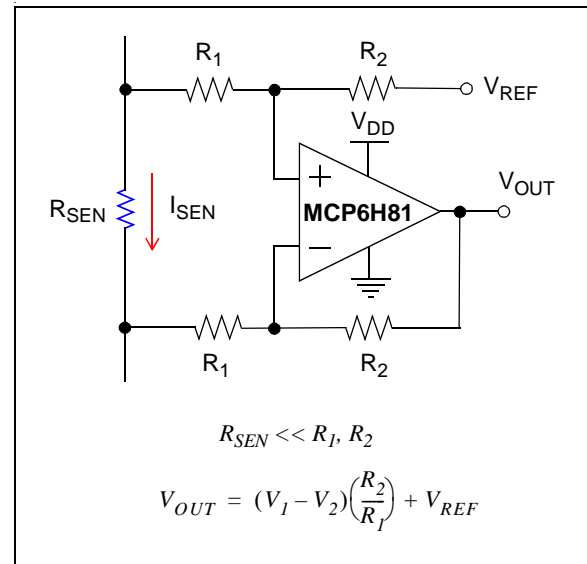 R1 R2
VREF
VDD
VOUT
+
MCP6H81
RSEN ISEN
−
R1 R2
RSEN << R1, R2
VOUT = (V1 – V2)(R2/R1) + VREF